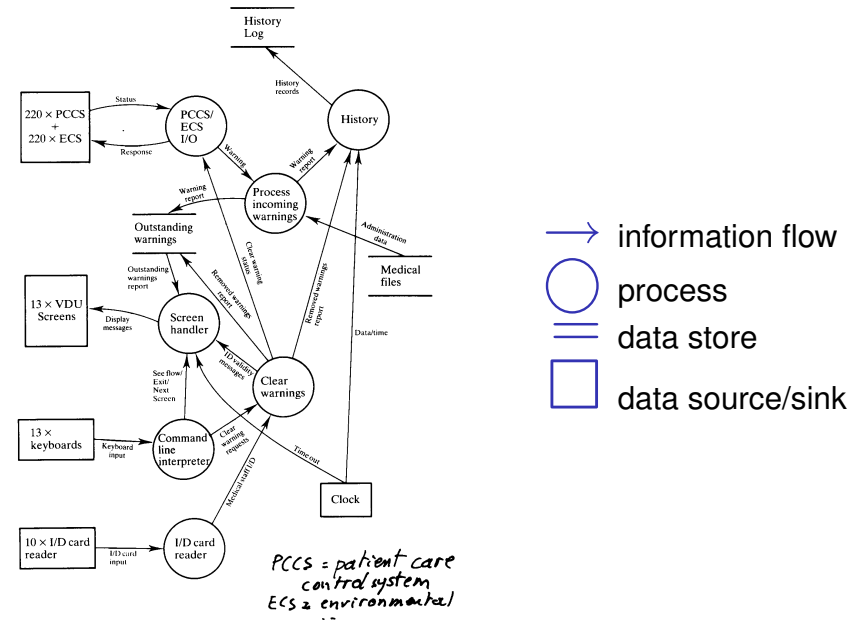 History
Log
History
records
220 × PCCS
+
220 × ECS
Status
Response
PCCS/
ECS
I/O
History
Warning
Warning
report
Process
incoming
warnings
Warning
report
Administration
data
Outstanding
warnings
Medical
files
Outstanding
warnings
report
Clear warning
status
Removed warnings
report
Removed warnings
report
13 × VDU
Screens
Display
messages
Screen
handler
Data/time
ID validity
messages
Clear
warnings
See flow/
Exit/
Next
Screen
13 ×
keyboards
Keyboard
input
Command
line
interpreter
Clear
warning
requests
Time out
Medical staff I/D
Clock
10 × I/D card
reader
I/D card
input
I/D card
reader
PCCS = patient care
control system
ECS = environmental
information flow
process
data store
data source/sink